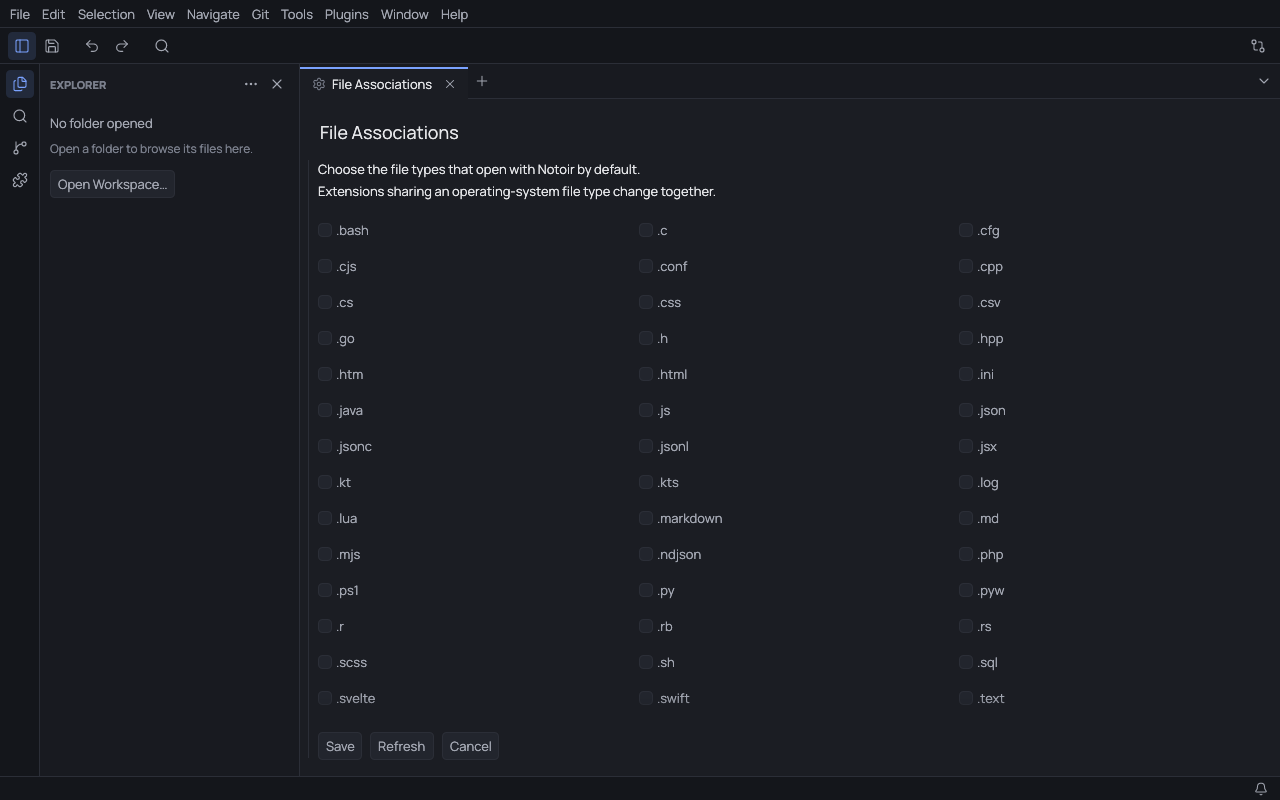 File Edit Selection View Navigate Git Tools Plugins Window Help
EXPLORER
No folder opened
Open a folder to browse its files here.
Open Workspace...
File Associations
File Associations
Choose the file types that open with Notoir by default.
Extensions sharing an operating-system file type change together.
.bash .c .cfg
.cjs .conf .cpp
.cs .css .csv
.go .h .hpp
.htm .html .ini
.java .js .json
.jsonc .jsonl .jsx
.kt .kts .log
.lua .markdown .md
.mjs .ndjson .php
.ps1 .py .pyw
.r .rb .rs
.scss .sh .sql
.svelte .swift .text
Save Refresh Cancel